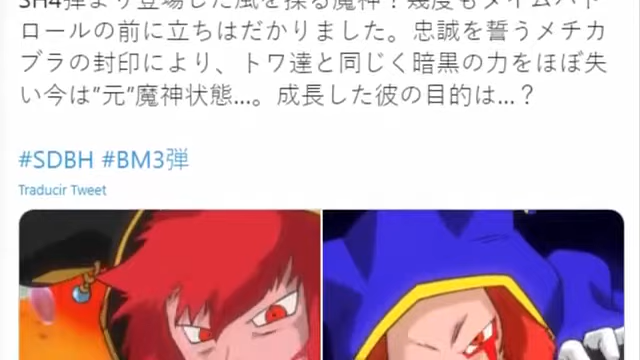 SH4弾より登場した風を操る魔神！幾度もタイムパト
ロールの前に立ちはだかりました。忠誠を誓うメチカ
ブラの封印により、トワ達と同じく暗黒の力をほぼ失
い今は”元”魔神状態…。成長した彼の目的は…？
#SDBH #BM3弾
Traducir Tweet